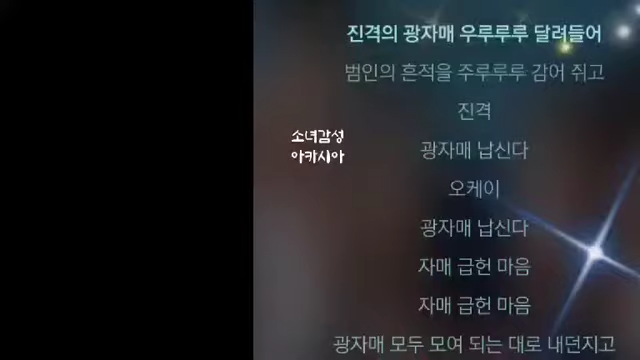 진격의 광자매 우루루루 달려들어
범인의 흔적을 주루루루 감어 쥐고
진격
소녀감성
아카시아
광자매 납신다
오케이
광자매 납신다
자매 급헌 마음
자매 급헌 마음
광자매 모두 모여 되는 대로 내던지고